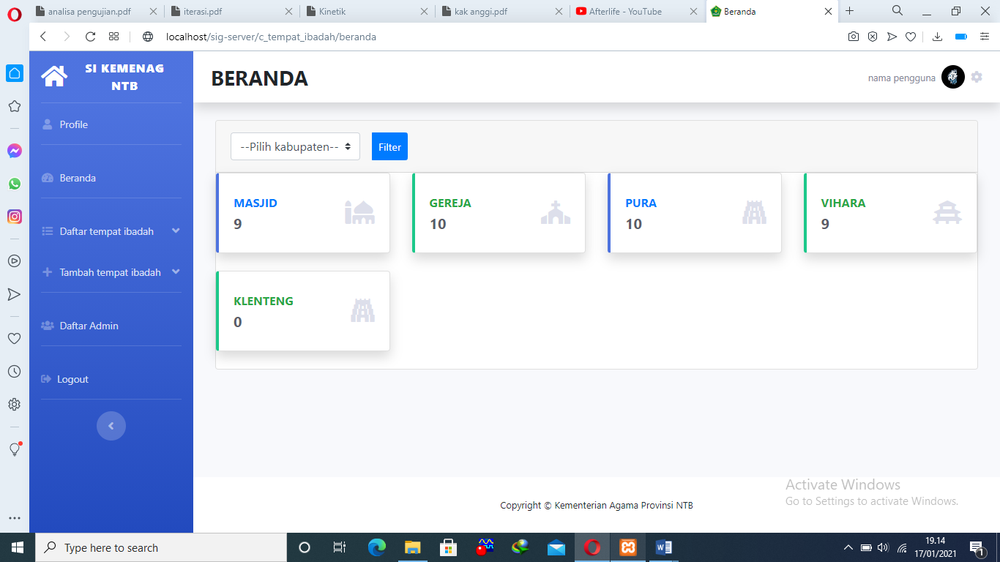 analisa pengujian.pdf
iterasi.pdf
Kinetik
kak anggi.pdf
Afterlife - YouTube
Beranda
localhost/sig-server/c_tempat_ibadah/beranda
SI KEMENAG
NTB
Profile
Beranda
Daftar tempat ibadah
Tambah tempat ibadah
Daftar Admin
Logout
BERANDA
nama pengguna
--Pilih kabupaten--
Filter
MASJID
9
GEREJA
10
PURA
10
VIHARA
9
KLENTENG
0
Activate Windows
Go to Settings to activate Windows.
Copyright © Kementerian Agama Provinsi NTB
Type here to search
19.14
17/01/2021
1